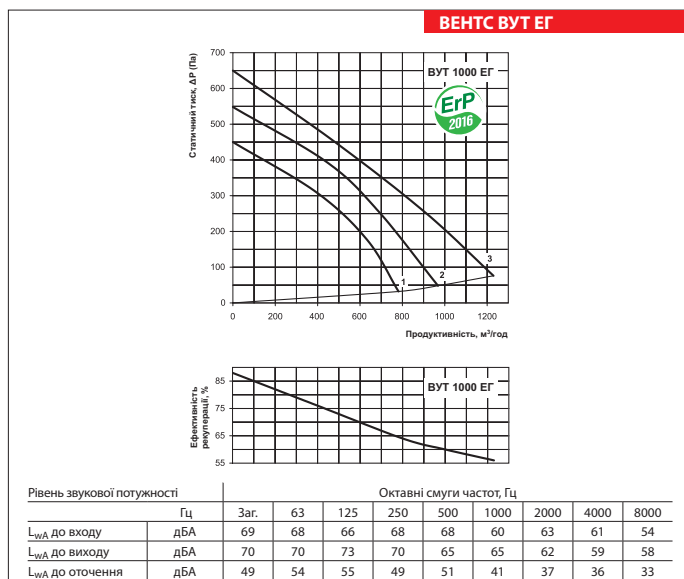 ВЕНТС ВУТ ЕГ
Статичний тиск, ΔP (Па)
700
600
500
400
300
200
100
0
ВУТ 1000 ЕГ
ErP
2016
1
2
3
0 200 400 600 800 1000 1200
Продуктивність, м³/год
Ефективність
рекуперації, %
85
75
65
55
ВУТ 1000 ЕГ
Рівень звукової потужності Октавні смуги частот, Гц
Гц Заг. 63 125 250 500 1000 2000 4000 8000
LwA до входу дБА 69 68 66 68 68 60 63 61 54
LwA до виходу дБА 70 70 73 70 65 65 62 59 58
LwA до оточення дБА 49 54 55 49 51 41 37 36 33